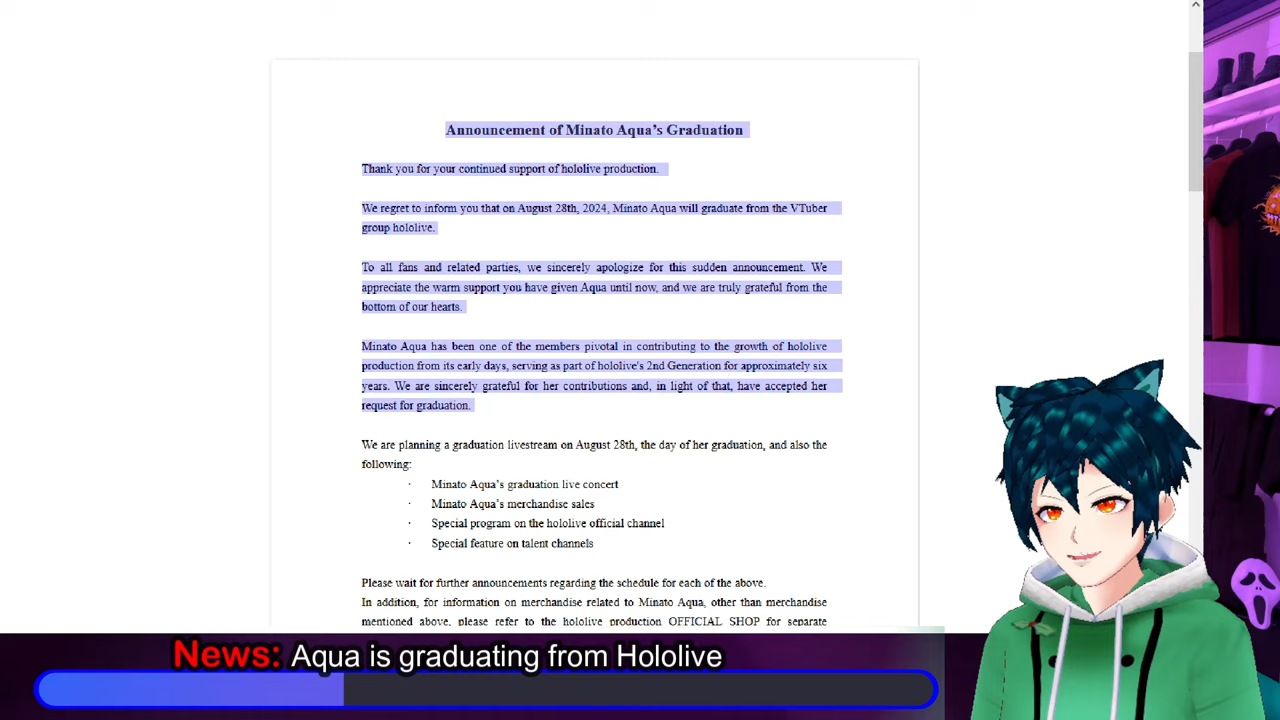 Announcement of Minato Aqua's Graduation
Thank you for your continued support of hololive production.
We regret to inform you that on August 28th, 2024, Minato Aqua will graduate from the VTuber
group hololive.
To all fans and related parties, we sincerely apologize for this sudden announcement. We
appreciate the warm support you have given Aqua until now, and we are truly grateful from the
bottom of our hearts.
Minato Aqua has been one of the members pivotal in contributing to the growth of hololive
production from its early days, serving as part of hololive's 2nd Generation for approximately six
years. We are sincerely grateful for her contributions and, in light of that, have accepted her
request for graduation.
We are planning a graduation livestream on August 28th, the day of her graduation, and also the
following:
· Minato Aqua's graduation live concert
· Minato Aqua's merchandise sales
· Special program on the hololive official channel
· Special feature on talent channels
Please wait for further announcements regarding the schedule for each of the above.
In addition, for information on merchandise related to Minato Aqua, other than merchandise
mentioned above, please refer to the hololive production OFFICIAL SHOP for separate
News: Aqua is graduating from Hololive